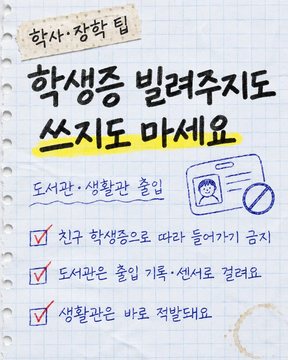 학사·장학 팁
학생증 빌려주지도
쓰지도 마세요
도서관·생활관 출입
친구 학생증으로 따라 들어가기 금지
도서관은 출입 기록·센서로 걸려요
생활관은 바로 적발돼요